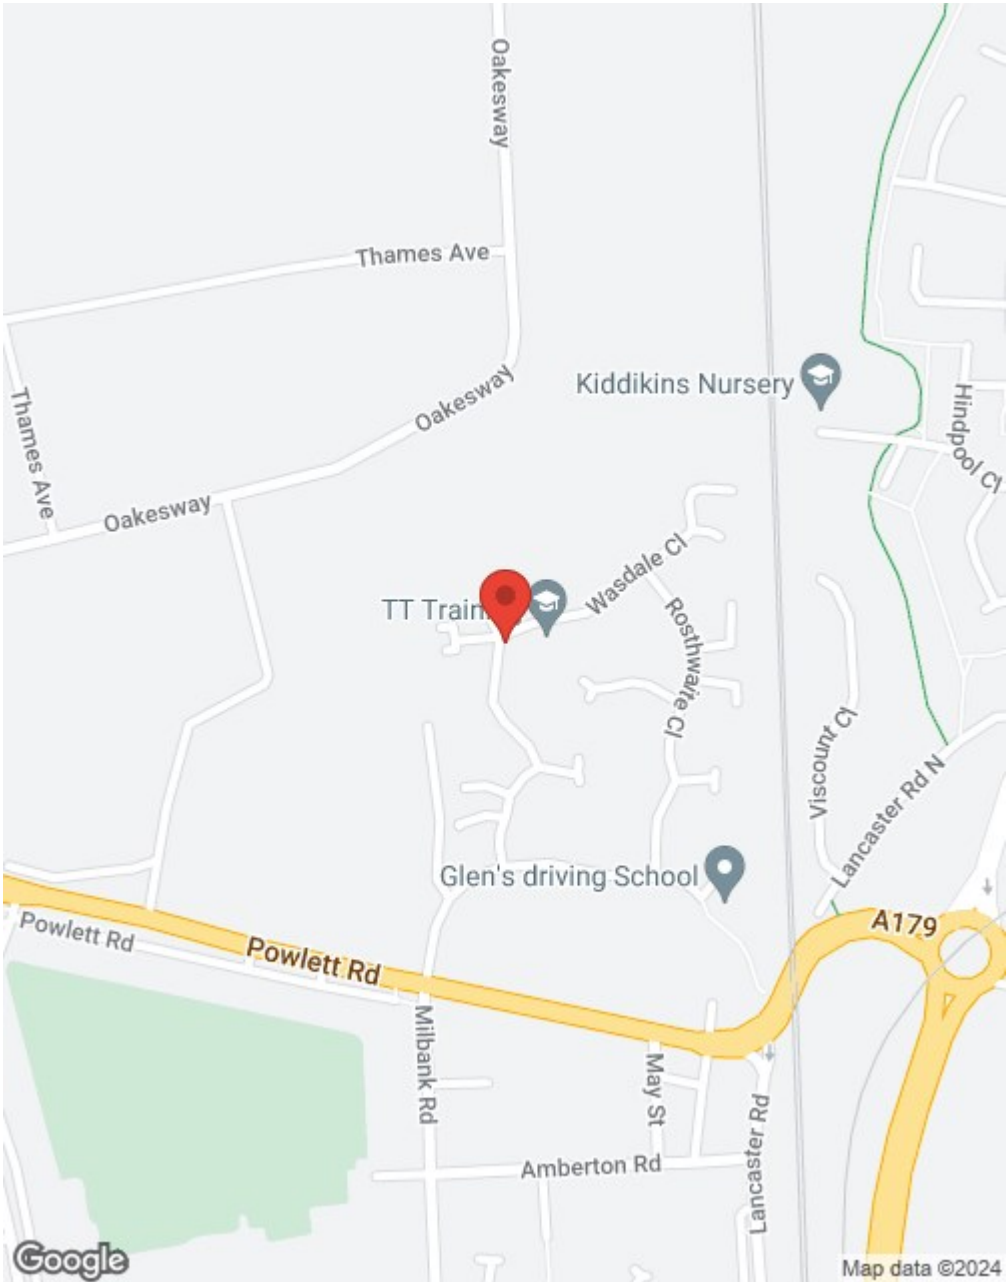 Oakesway
Thames Ave
Thames Ave
Oakesway
Kiddikins Nursery
Hindpool Cl
Oakesway
Wasdale Cl
TT Train
Rosthwaite Cl
Viscount Cl
Lancaster Rd N
Glen's driving School
A179
Powlett Rd
Powlett Rd
Milbank Rd
May St
Lancaster Rd
Amberton Rd
Google
Map data ©2024